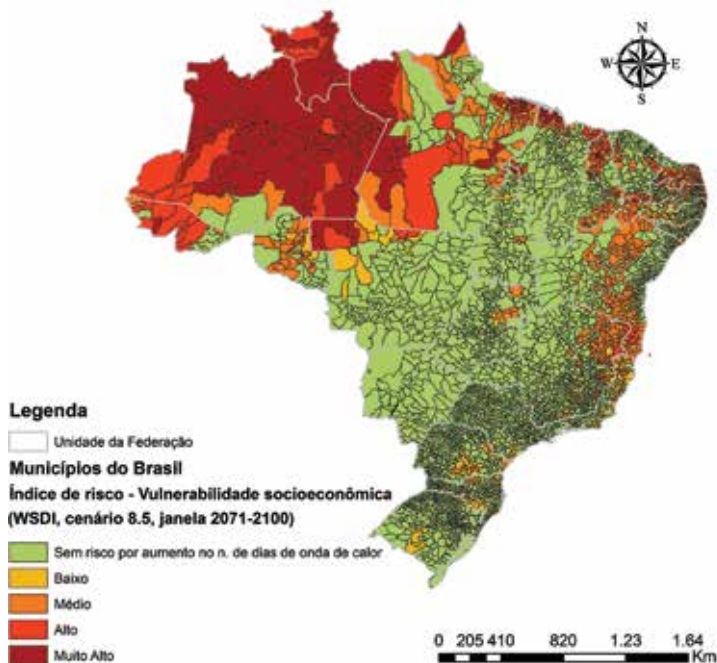 N
W E
S
Legenda
Unidade da Federação
Municípios do Brasil
Índice de risco - Vulnerabilidade socioeconômica
(WSDI, cenário 8.5, janela 2071-2100)
Sem risco por aumento no n. de dias de onda de calor
Baixo
Médio
Alto
Muito Alto
0 205 410 820 1.23 1.64
Km